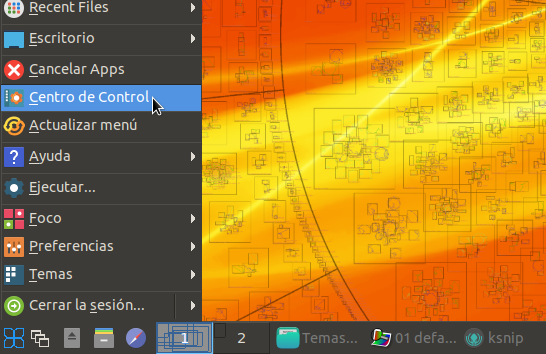 Recent Files
Escritorio
Cancelar Apps
Centro de Control
Actualizar menú
Ayuda
Ejecutar...
Foco
Preferencias
Temas
Cerrar la sesión...
1 2 Temas... 01 defa... ksnip